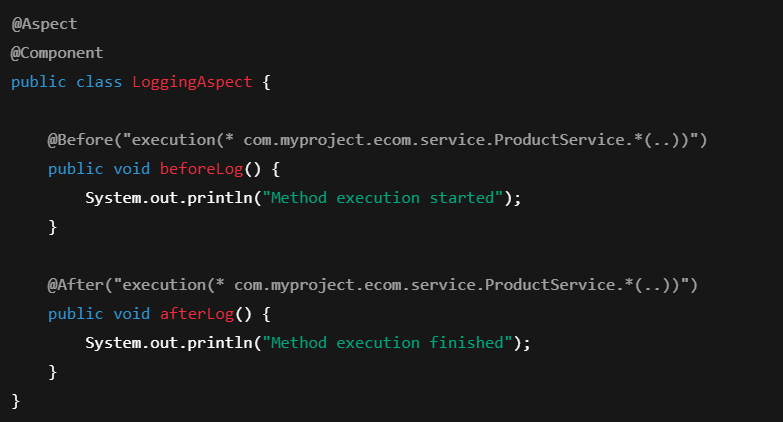 @Aspect
@Component
public class LoggingAspect {
@Before("execution(* com.myproject.ecom.service.ProductService.*(..))")
public void beforeLog() {
System.out.println("Method execution started");
}
@After("execution(* com.myproject.ecom.service.ProductService.*(..))")
public void afterLog() {
System.out.println("Method execution finished");
}
}